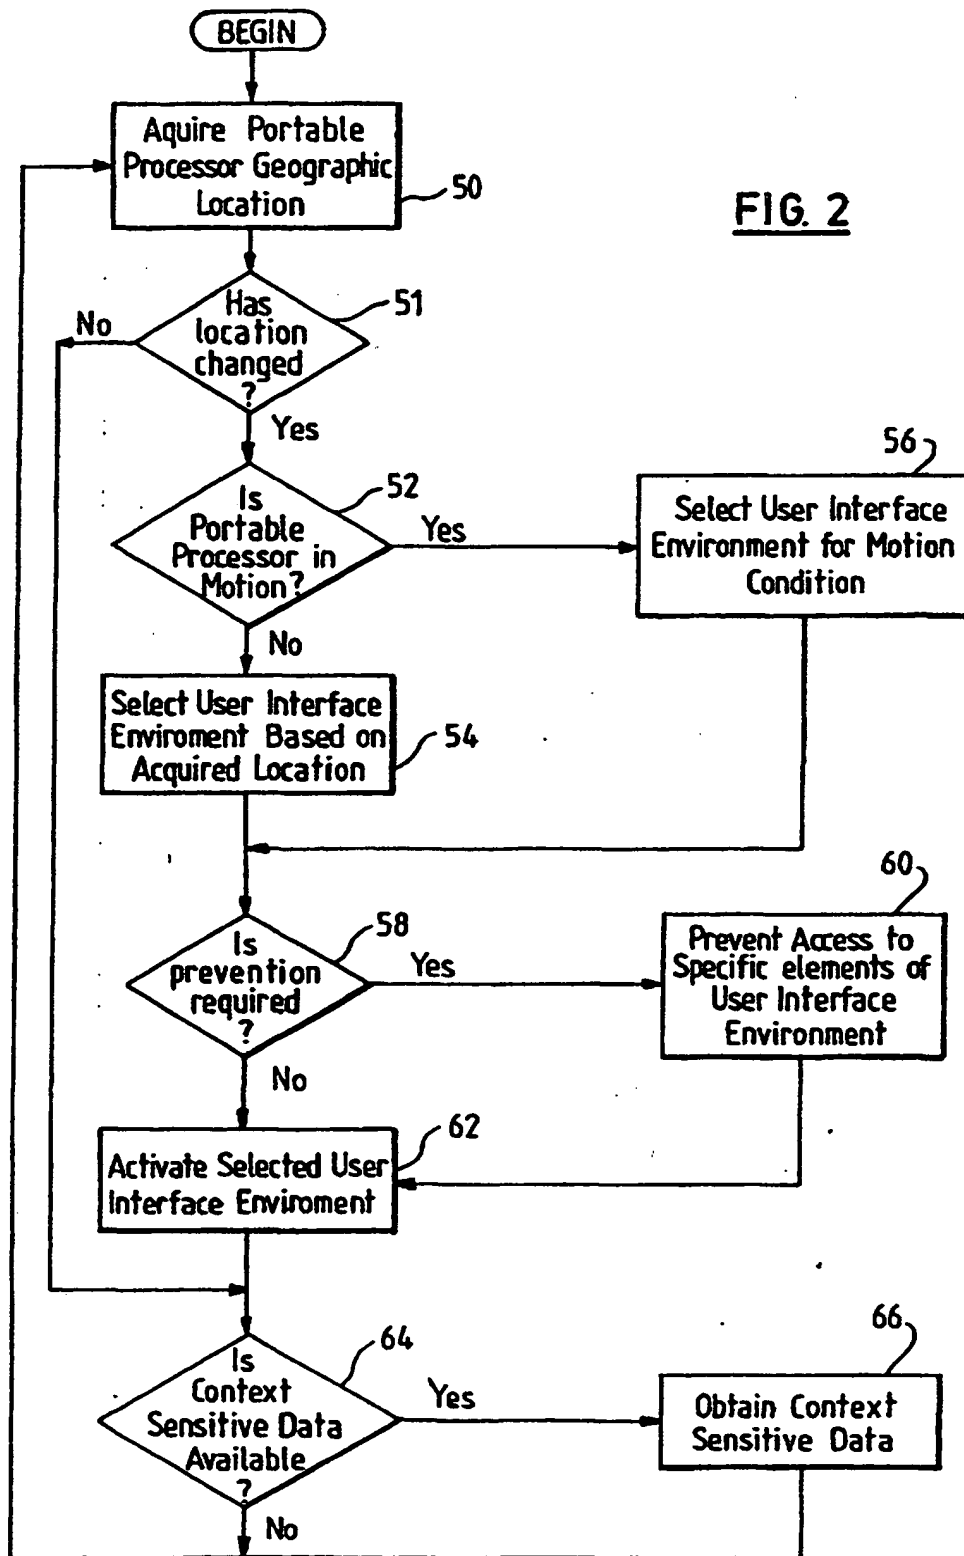 BEGIN
Aquire Portable
Processor Geographic
Location
50
FIG. 2
Has
location
changed
?
51
No
Yes
Is
Portable
Processor in
Motion?
52
Yes
56
Select User Interface
Environment for Motion
Condition
No
Select User Interface
Enviroment Based on
Acquired Location
54
Is
prevention
required
?
58
Yes
60
Prevent Access to
Specific elements of
User Interface
Environment
No
62
Activate Selected User
Interface Enviroment
Is
Context
Sensitive Data
Available
?
64
Yes
66
Obtain Context
Sensitive Data
No